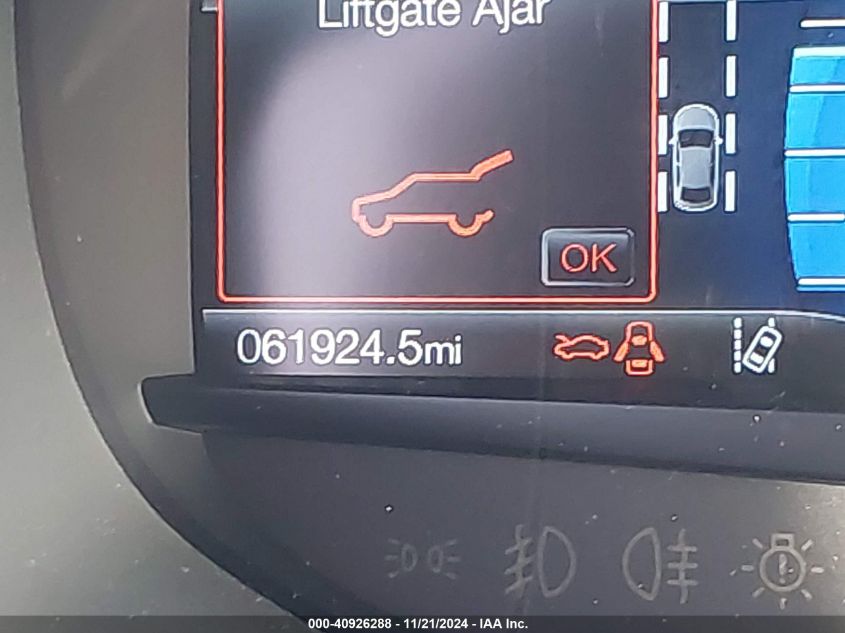 Liftgate Ajar
OK
061924.5mi
000-40926288 - 11/21/2024 - IAA Inc.